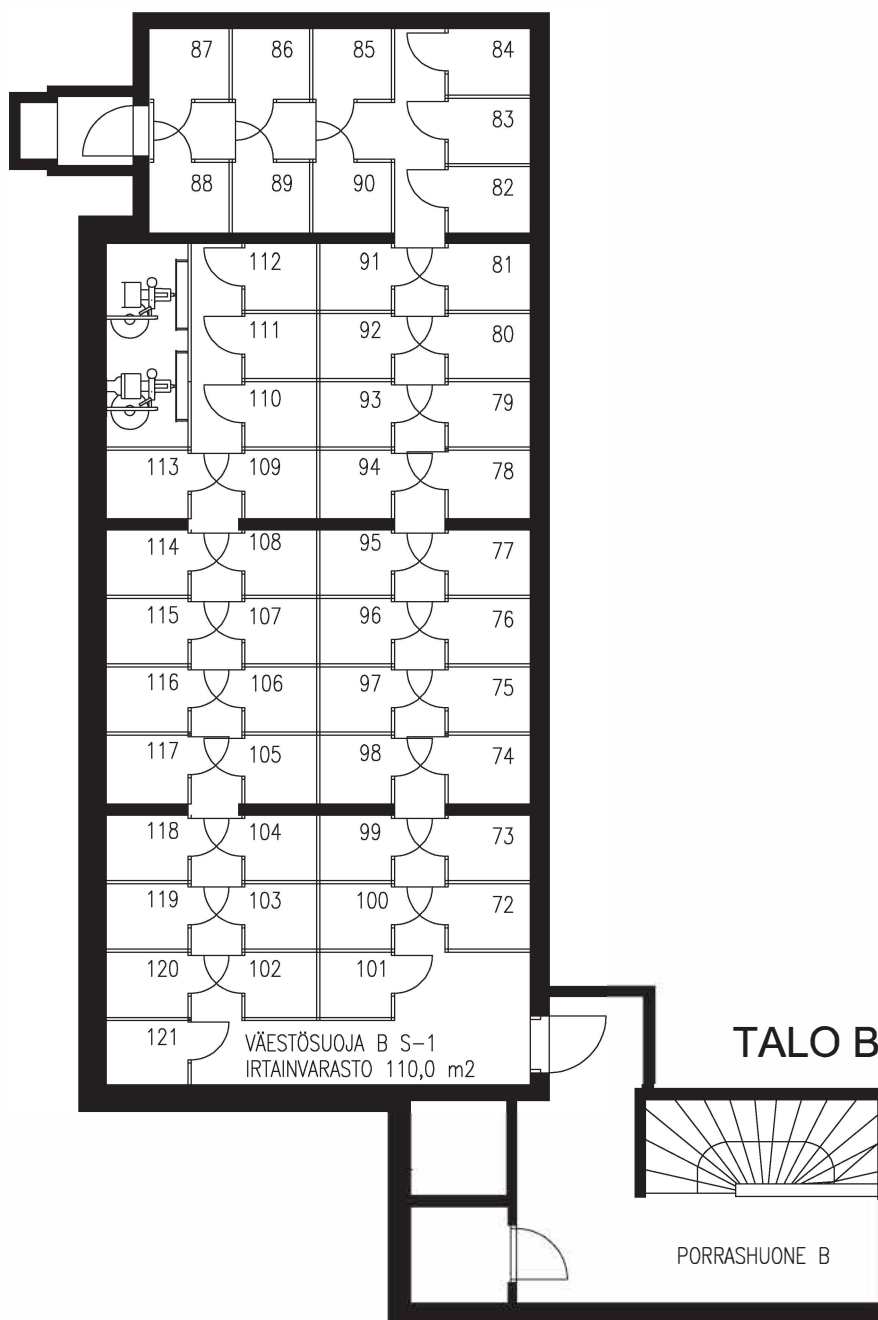 87 86 85 84
83
88 89 90 82
112 91 81
111 92 80
110 93 79
113 109 94 78
114 108 95 77
115 107 96 76
116 106 97 75
117 105 98 74
118 104 99 73
119 103 100 72
120 102 101
121
VÄESTÖSUOJA B S-1
IRTAINVARASTO 110,0 m2
TALO B
PORRASHUONE B